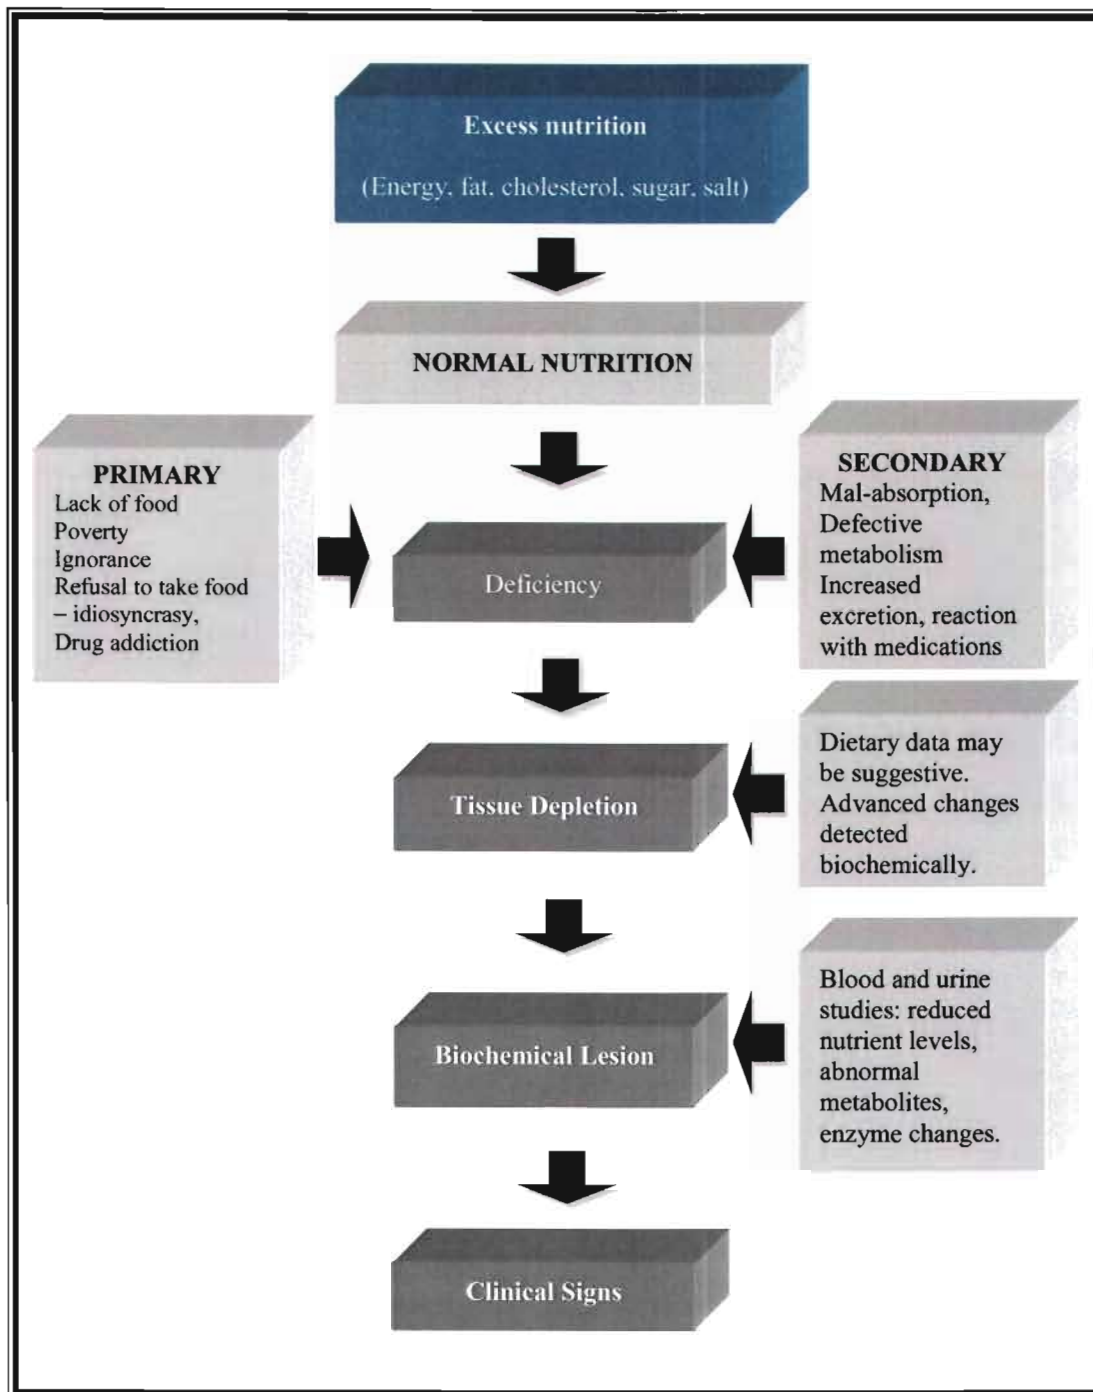 Excess nutrition
(Energy, fat, cholesterol, sugar, salt)
NORMAL NUTRITION
PRIMARY
Lack of food
Poverty
Ignorance
Refusal to take food
– idiosyncrasy,
Drug addiction
Deficiency
SECONDARY
Mal-absorption,
Defective
metabolism
Increased
excretion, reaction
with medications
Tissue Depletion
Dietary data may
be suggestive.
Advanced changes
detected
biochemically.
Biochemical Lesion
Blood and urine
studies: reduced
nutrient levels,
abnormal
metabolites,
enzyme changes.
Clinical Signs